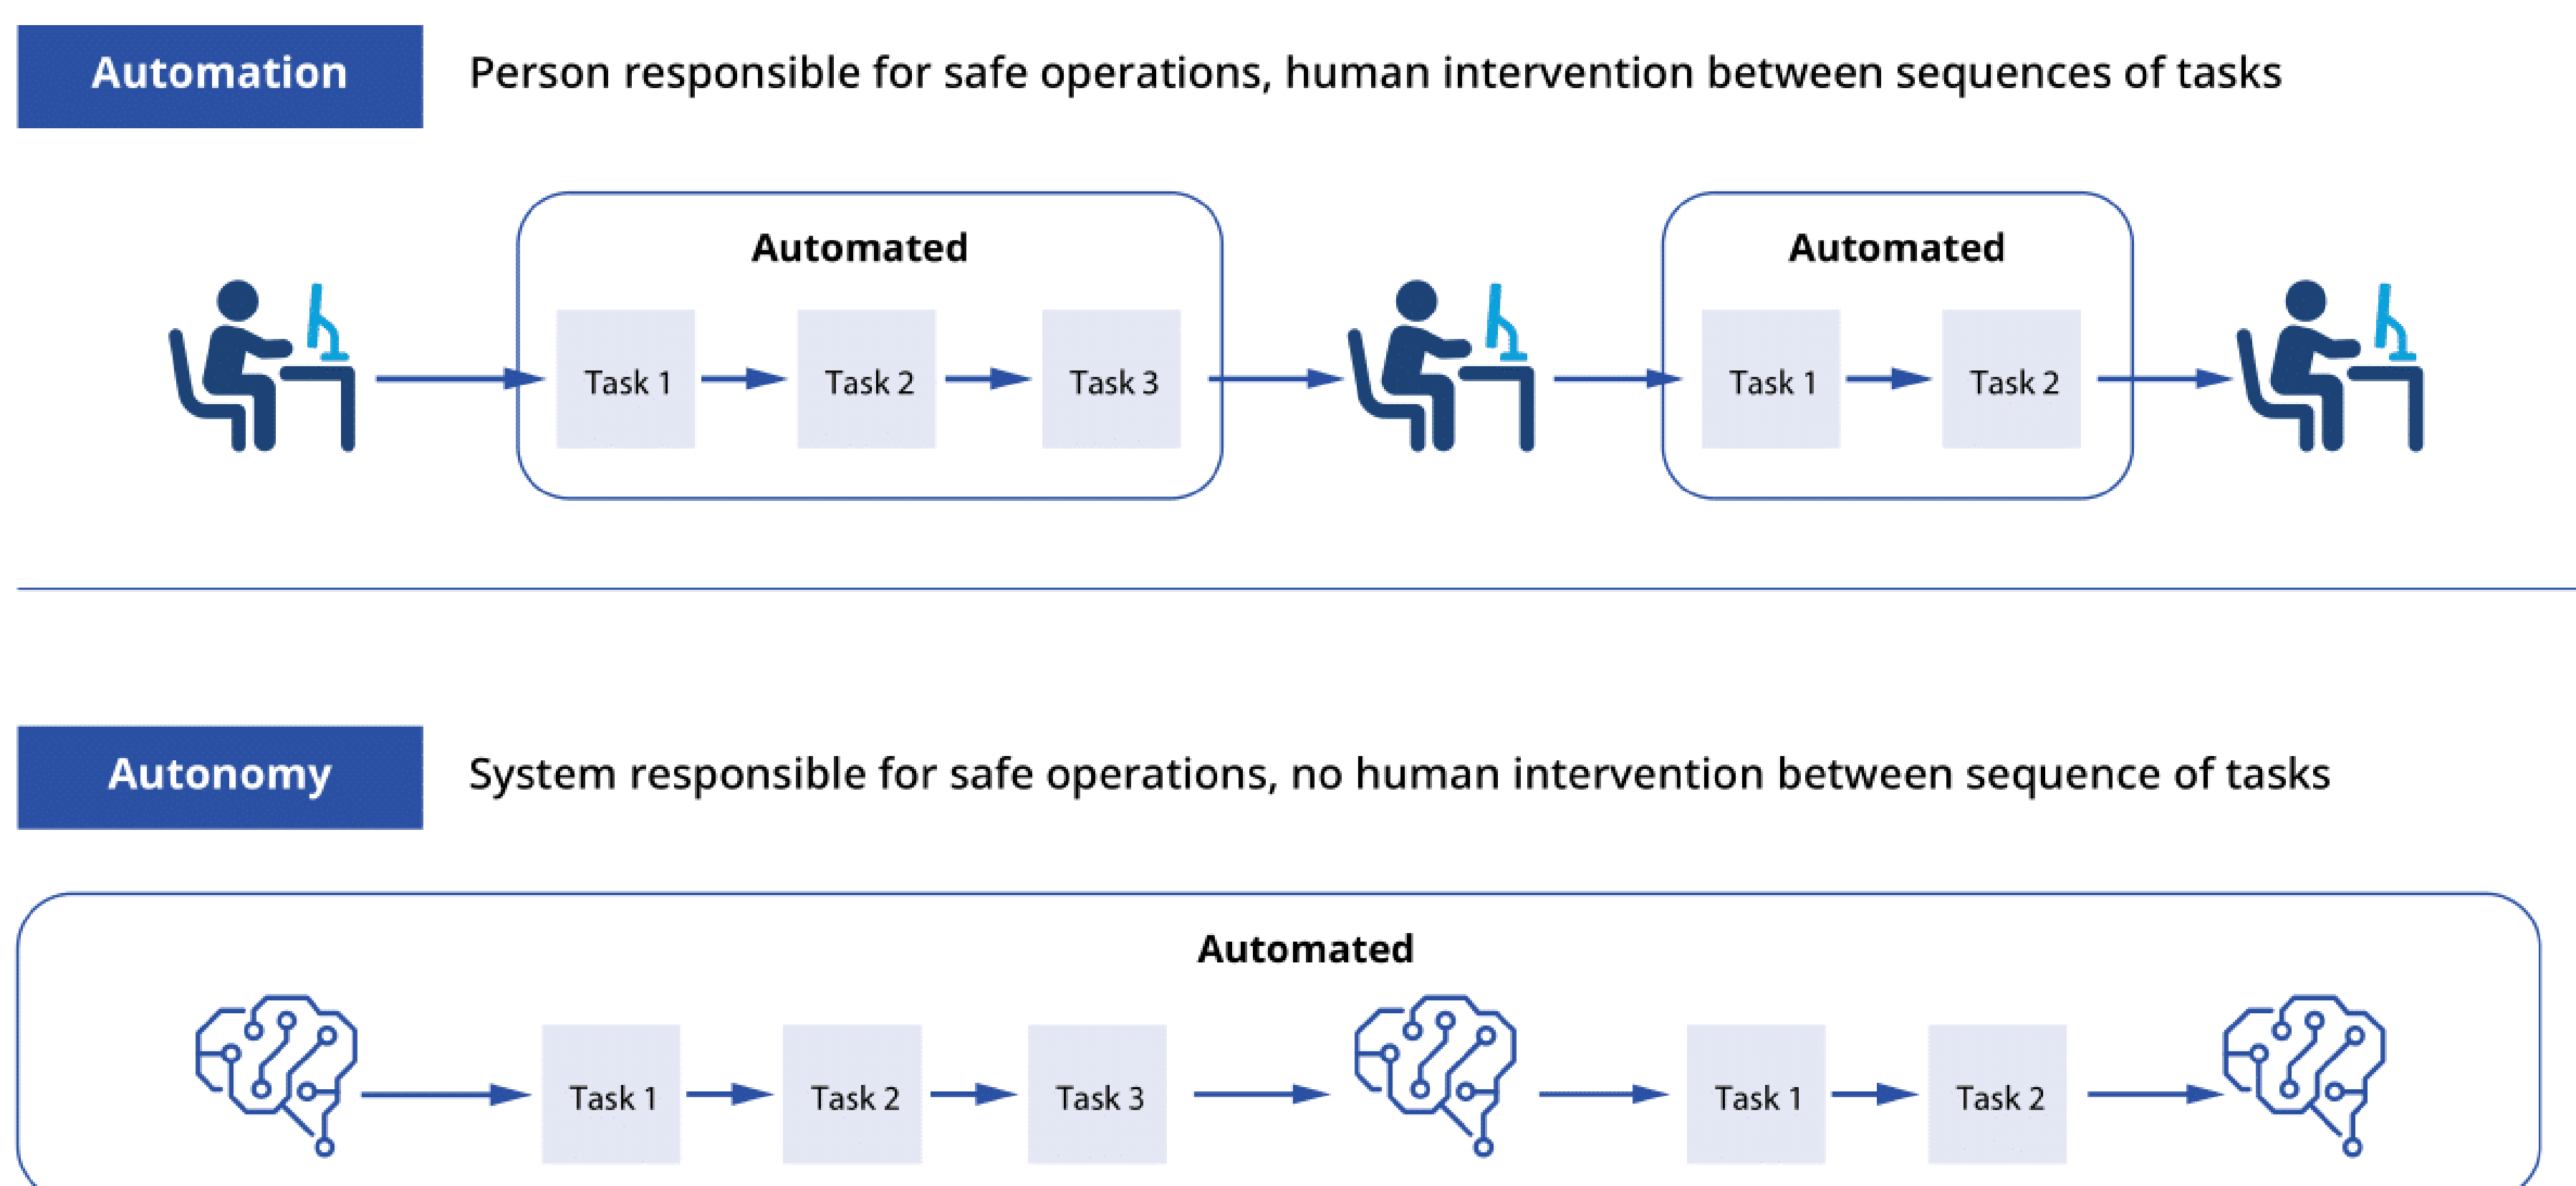 Automation
Person responsible for safe operations, human intervention between sequences of tasks
Automated
Automated
Task 1
Task 2
Task 3
Task 1
Task 2
Autonomy
System responsible for safe operations, no human intervention between sequence of tasks
Automated
Task 1
Task 2
Task 3
Task 1
Task 2